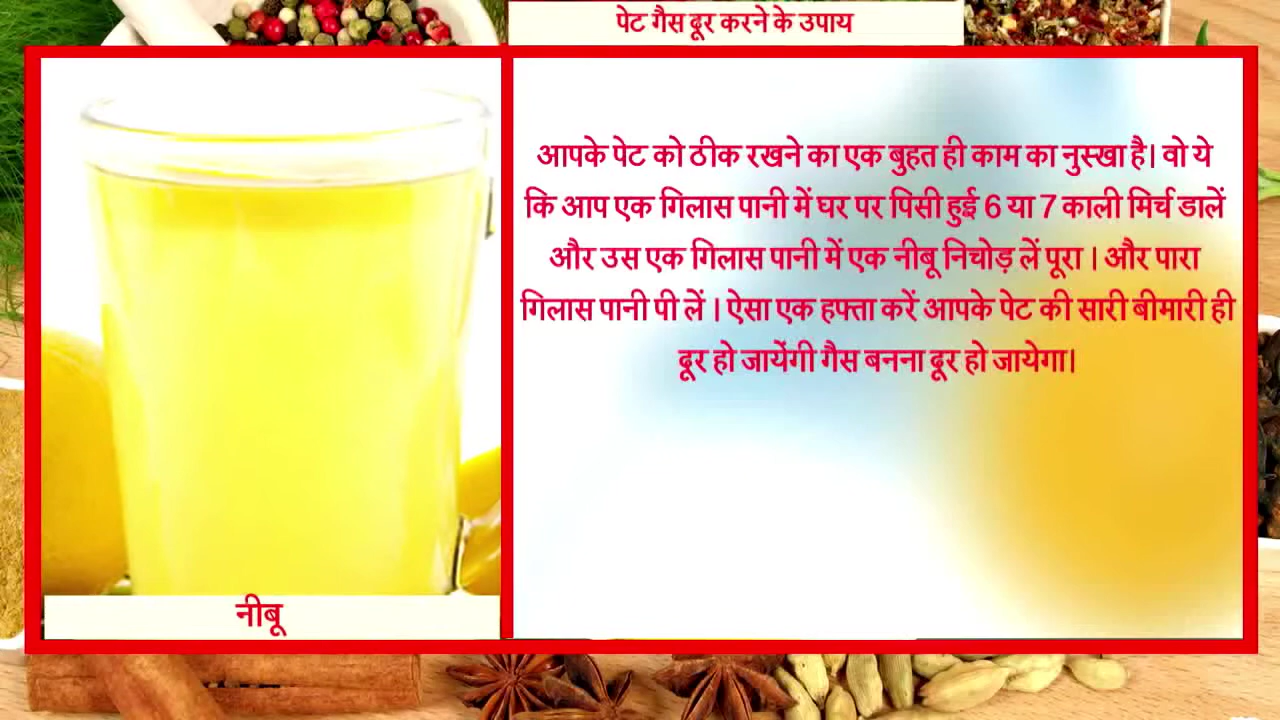 पेट गैस दूर करने के उपाय
आपके पेट को ठीक रखने का एक बुहत ही काम का नुस्खा है। वो ये
कि आप एक गिलास पानी में घर पर पिसी हुई 6 या 7 काली मिर्च डालें
और उस एक गिलास पानी में एक नीबू निचोड़ लें पूरा । और पारा
गिलास पानी पी लें । ऐसा एक हफ्ता करें आपके पेट की सारी बीमारी ही
दूर हो जायेंगी गैस बनना दूर हो जायेगा।
नीबू